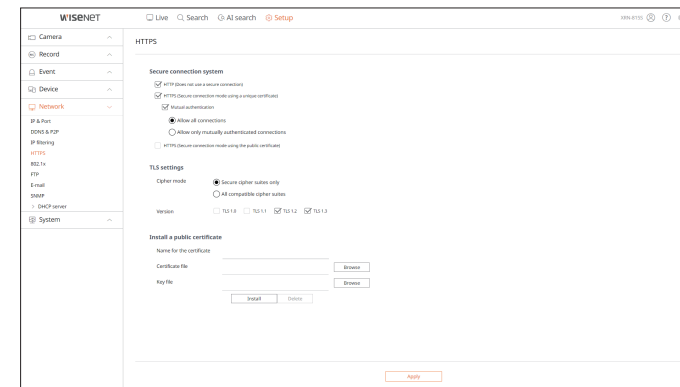 WISENET
Live Search AI search Setup
Camera
Record
Event
Device
Network
IP & Port
DDNS & P2P
IP filtering
HTTPS
802.1x
FTP
E-mail
SNMP
> DHCP server
System
HTTPS
Secure connection system
HTTP (Does not use a secure connection)
HTTPS (Secure connection mode using a unique certificate)
Mutual authentication
Allow all connections
Allow only mutually authenticated connections
HTTPS (Secure connection mode using the public certificate)
TLS settings
Cipher mode Secure cipher suites only
All compatible cipher suites
Version TLS 1.0 TLS 1.1 TLS 1.2 TLS 1.3
Install a public certificate
Name for the certificate
Certificate file Browse
Key file Browse
Install Delete
Apply